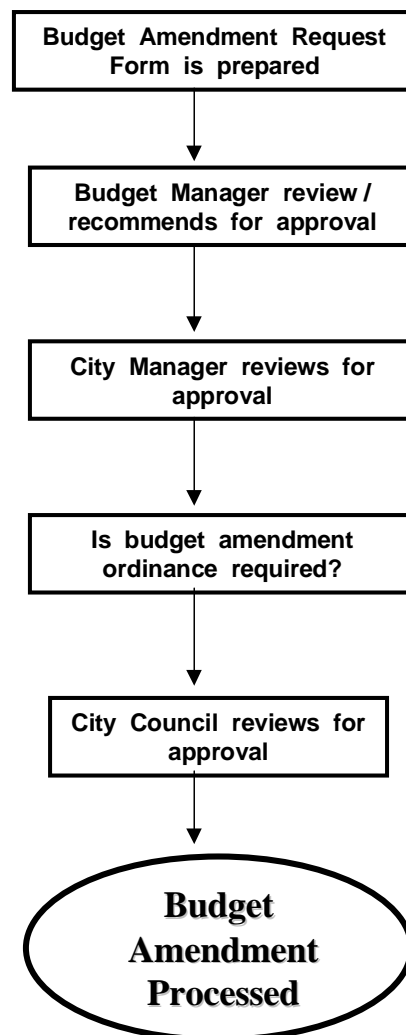 Budget Amendment Request
Form is prepared
Budget Manager review /
recommends for approval
City Manager reviews for
approval
Is budget amendment
ordinance required?
City Council reviews for
approval
Budget
Amendment
Processed